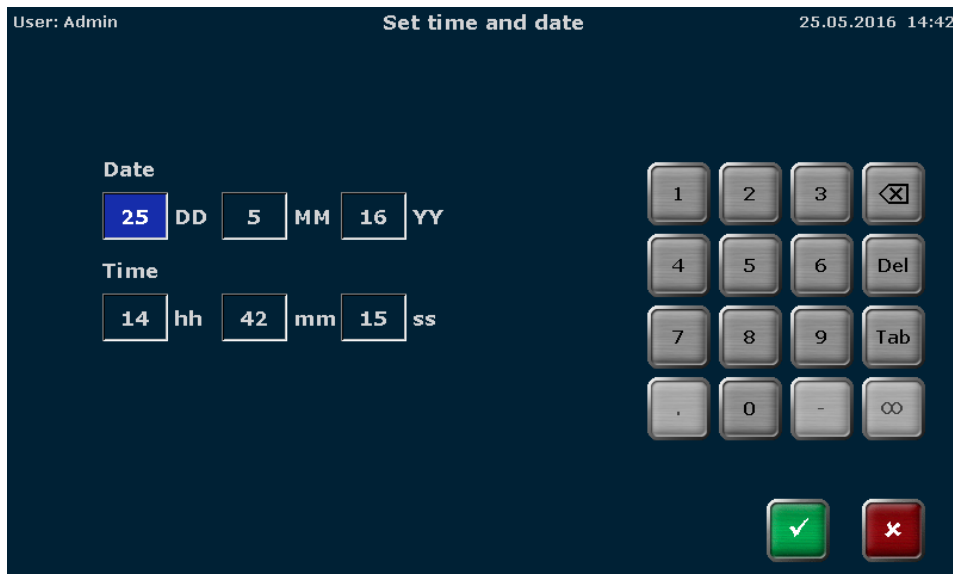 User: Admin Set time and date 25.05.2016 14:42
Date
25 DD 5 MM 16 YY
Time
14 hh 42 mm 15 ss
1 2 3
4 5 6 Del
7 8 9 Tab
. 0 - ∞